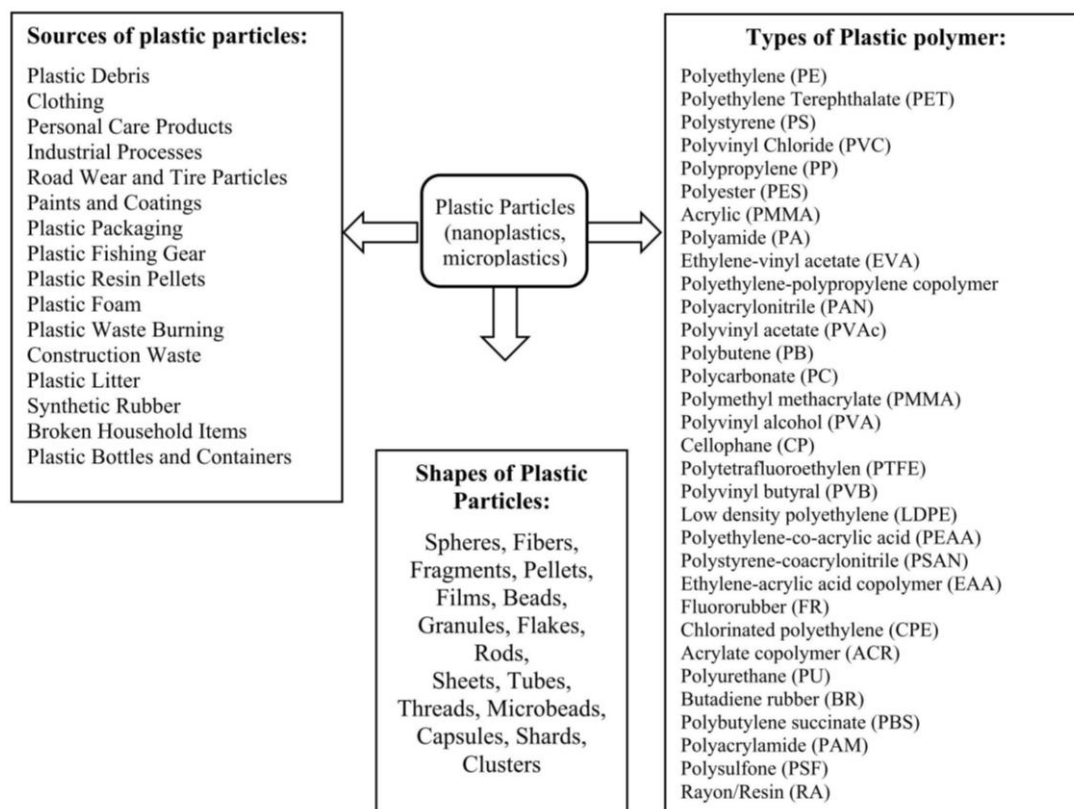 Sources of plastic particles:
Plastic Debris
Clothing
Personal Care Products
Industrial Processes
Road Wear and Tire Particles
Paints and Coatings
Plastic Packaging
Plastic Fishing Gear
Plastic Resin Pellets
Plastic Foam
Plastic Waste Burning
Construction Waste
Plastic Litter
Synthetic Rubber
Broken Household Items
Plastic Bottles and Containers
Plastic Particles
(nanoplastics,
microplastics)
Shapes of Plastic
Particles:
Spheres, Fibers,
Fragments, Pellets,
Films, Beads,
Granules, Flakes,
Rods,
Sheets, Tubes,
Threads, Microbeads,
Capsules, Shards,
Clusters
Types of Plastic polymer:
Polyethylene (PE)
Polyethylene Terephthalate (PET)
Polystyrene (PS)
Polyvinyl Chloride (PVC)
Polypropylene (PP)
Polyester (PES)
Acrylic (PMMA)
Polyamide (PA)
Ethylene-vinyl acetate (EVA)
Polyethylene-polypropylene copolymer
Polyacrylonitrile (PAN)
Polyvinyl acetate (PVAc)
Polybutene (PB)
Polycarbonate (PC)
Polymethyl methacrylate (PMMA)
Polyvinyl alcohol (PVA)
Cellophane (CP)
Polytetrafluoroethylen (PTFE)
Polyvinyl butyral (PVB)
Low density polyethylene (LDPE)
Polyethylene-co-acrylic acid (PEAA)
Polystyrene-coacrylonitrile (PSAN)
Ethylene-acrylic acid copolymer (EAA)
Fluororubber (FR)
Chlorinated polyethylene (CPE)
Acrylate copolymer (ACR)
Polyurethane (PU)
Butadiene rubber (BR)
Polybutylene succinate (PBS)
Polyacrylamide (PAM)
Polysulfone (PSF)
Rayon/Resin (RA)